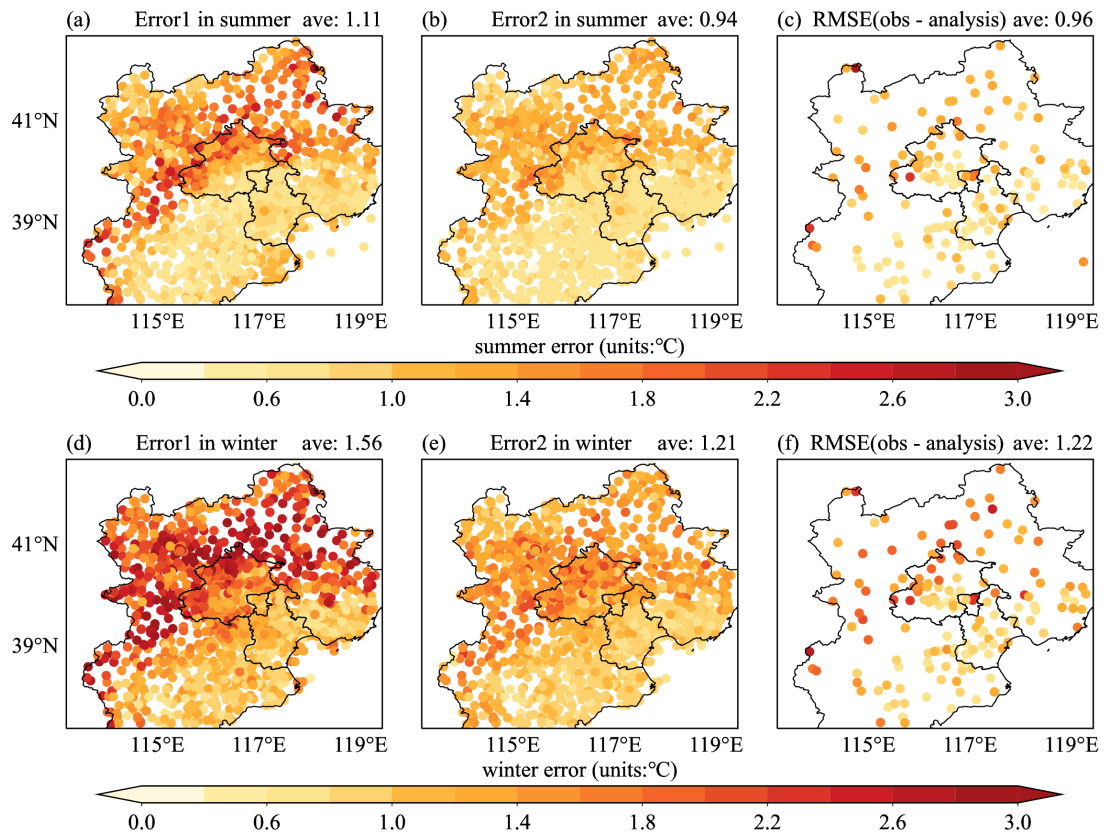 (a) Error1 in summer ave: 1.11 (b) Error2 in summer ave: 0.94 (c) RMSE(obs - analysis) ave: 0.96
41°N
39°N
115°E 117°E 119°E 115°E 117°E 119°E 115°E 117°E 119°E
summer error (units:℃)
0.0 0.6 1.0 1.4 1.8 2.2 2.6 3.0
(d) Error1 in winter ave: 1.56 (e) Error2 in winter ave: 1.21 (f) RMSE(obs - analysis) ave: 1.22
41°N
39°N
115°E 117°E 119°E 115°E 117°E 119°E 115°E 117°E 119°E
winter error (units:℃)
0.0 0.6 1.0 1.4 1.8 2.2 2.6 3.0